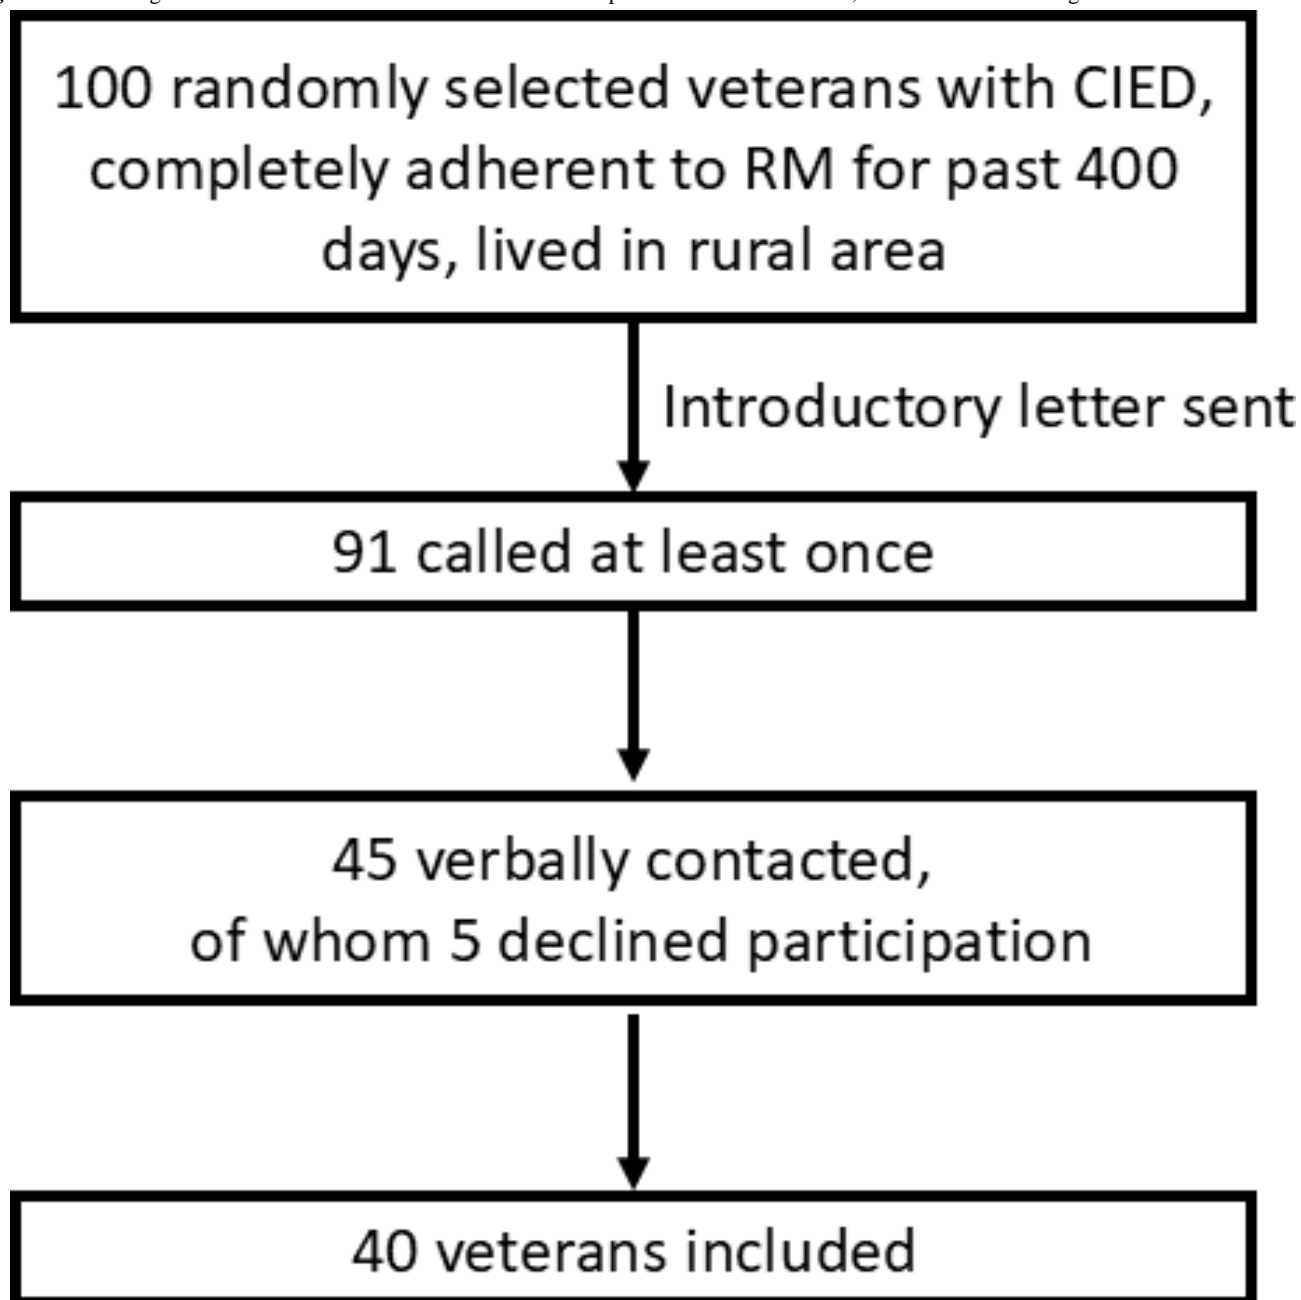 100 randomly selected veterans with CIED,
completely adherent to RM for past 400
days, lived in rural area
Introductory letter sent
91 called at least once
45 verbally contacted,
of whom 5 declined participation
40 veterans included